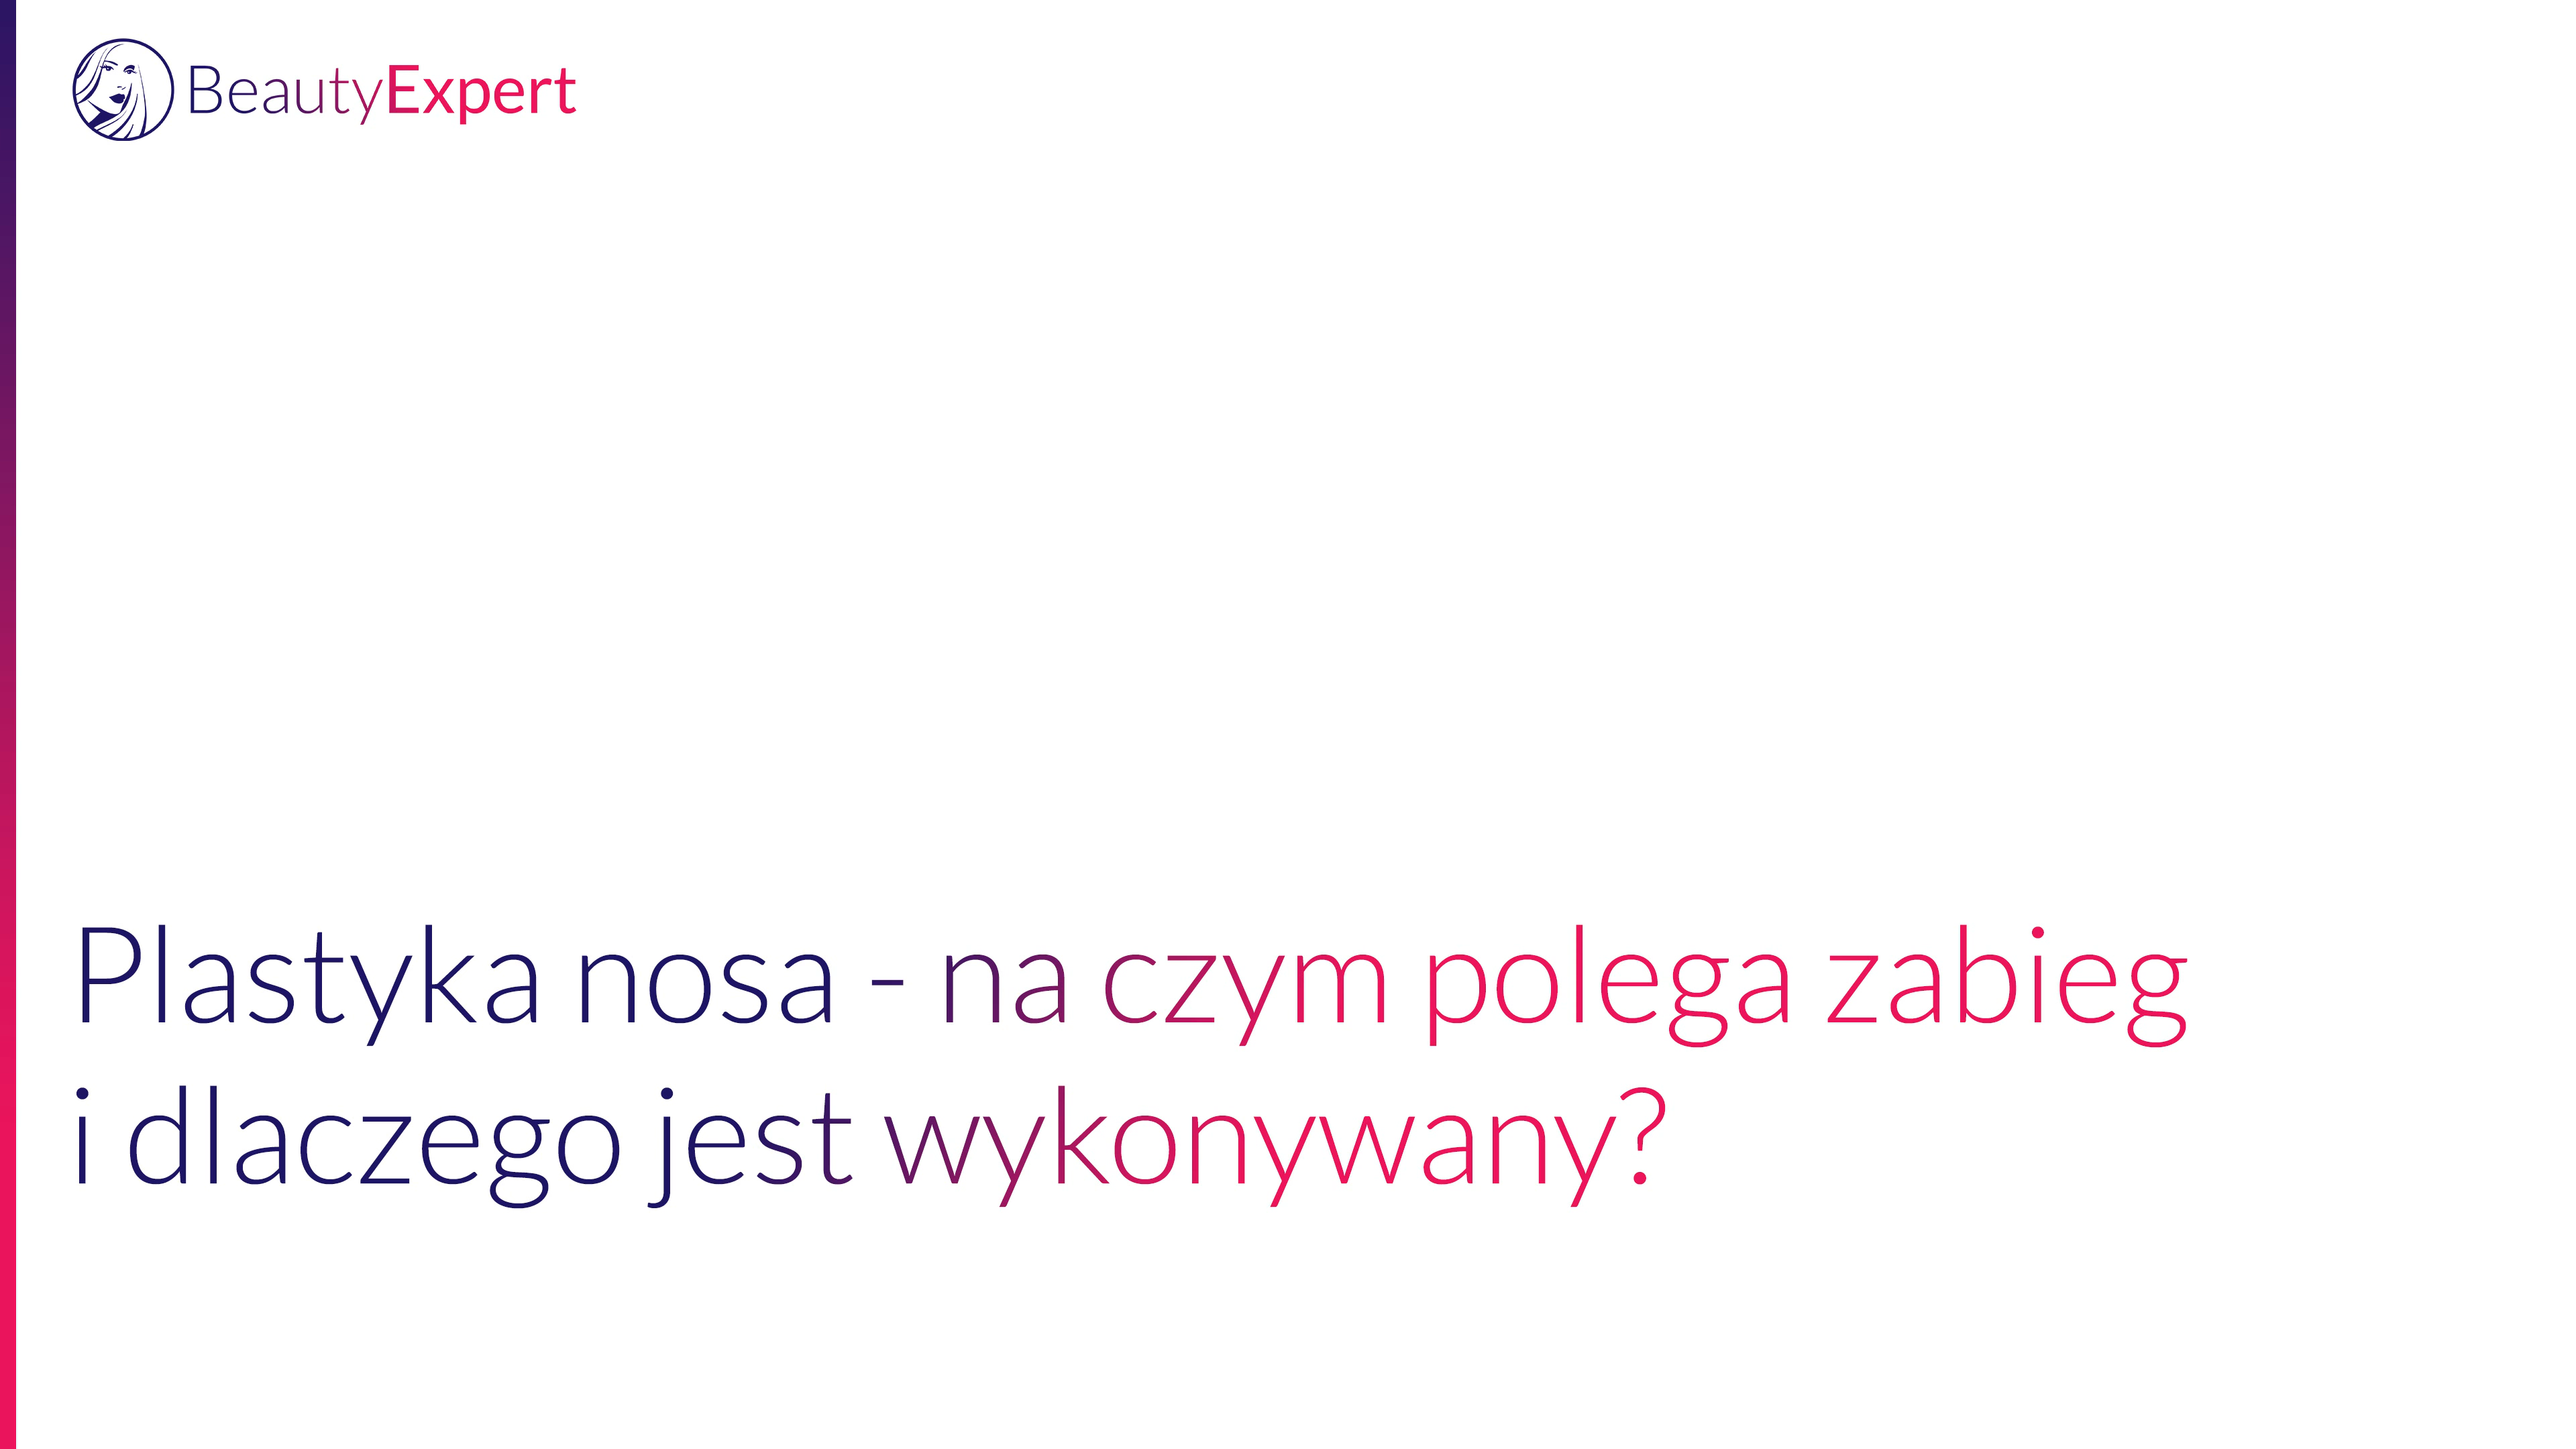 BeautyExpert
Plastyka nosa - na czym polega zabieg
i dlaczego jest wykonywany?